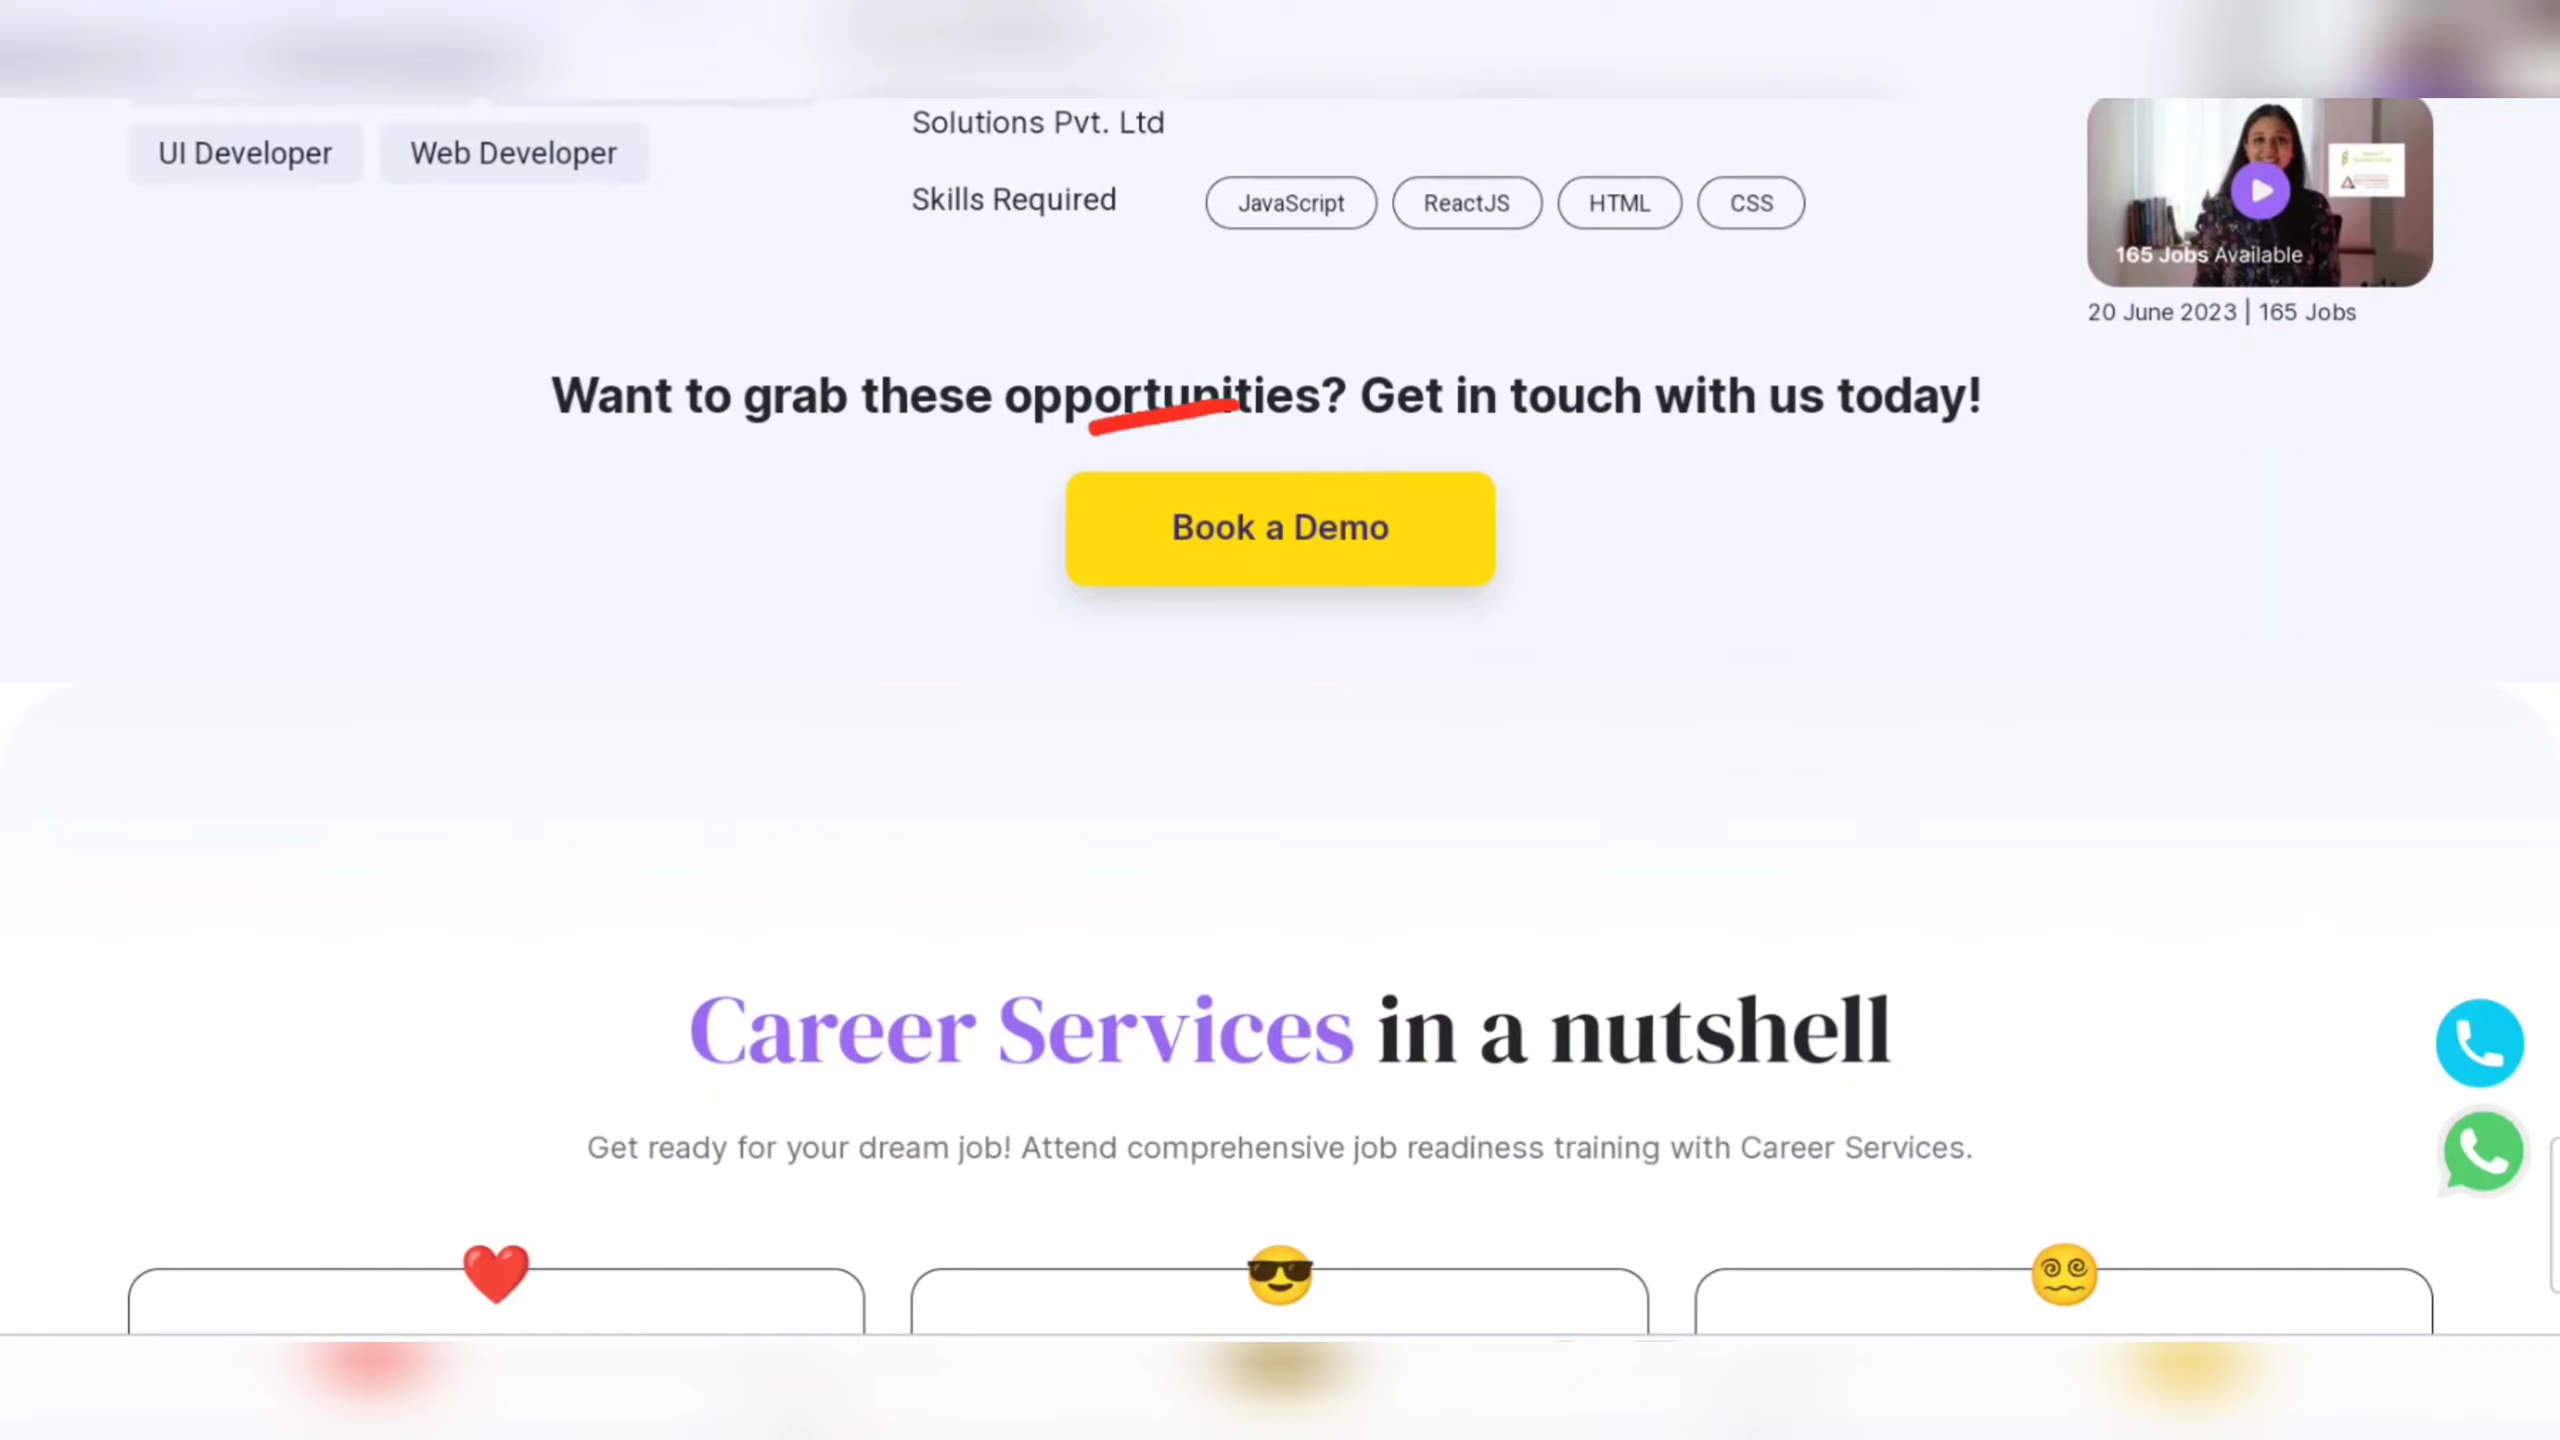 Solutions Pvt. Ltd
UI Developer
Web Developer
Skills Required
JavaScript
ReactJS
HTML
CSS
165 Jobs Available
20 June 2023 | 165 Jobs
Want to grab these opportunities? Get in touch with us today!
Book a Demo
Career Services in a nutshell
Get ready for your dream job! Attend comprehensive job readiness training with Career Services.